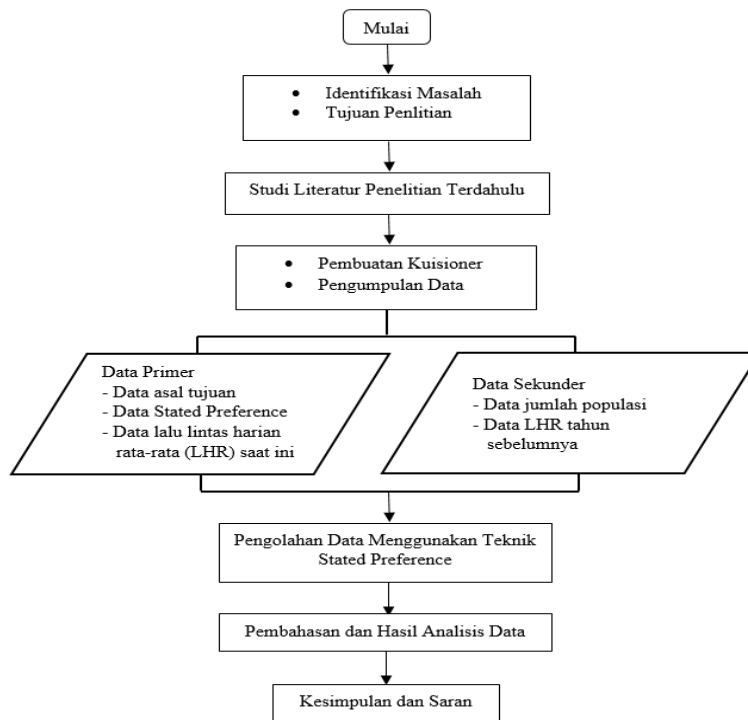 Mulai
• Identifikasi Masalah
• Tujuan Penlitian
Studi Literatur Penelitian Terdahulu
• Pembuatan Kuisioner
• Pengumpulan Data
Data Primer
- Data asal tujuan
- Data Stated Preference
- Data lalu lintas harian
rata-rata (LHR) saat ini
Data Sekunder
- Data jumlah populasi
- Data LHR tahun
sebelumnya
Pengolahan Data Menggunakan Teknik
Stated Preference
Pembahasan dan Hasil Analisis Data
Kesimpulan dan Saran